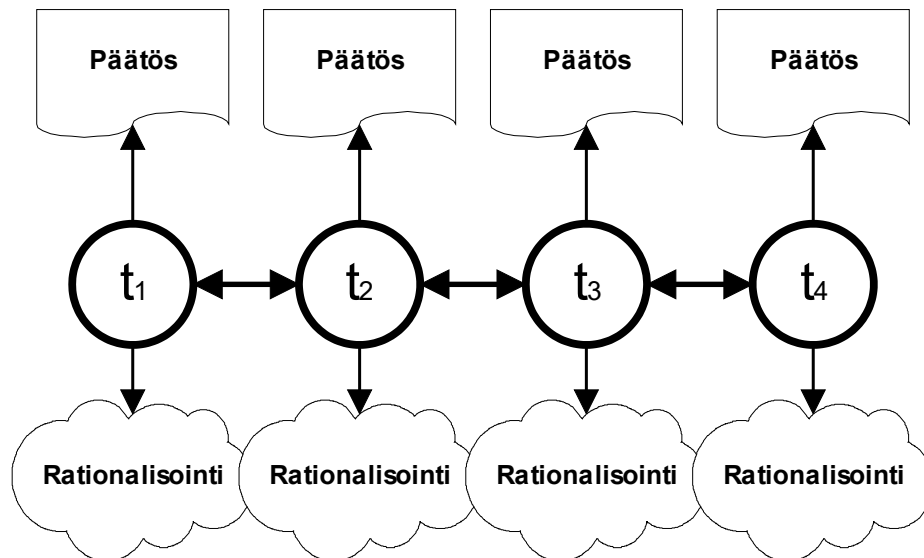 Päätös Päätös Päätös Päätös
t₁ t₂ t₃ t₄
Rationalisointi Rationalisointi Rationalisointi Rationalisointi